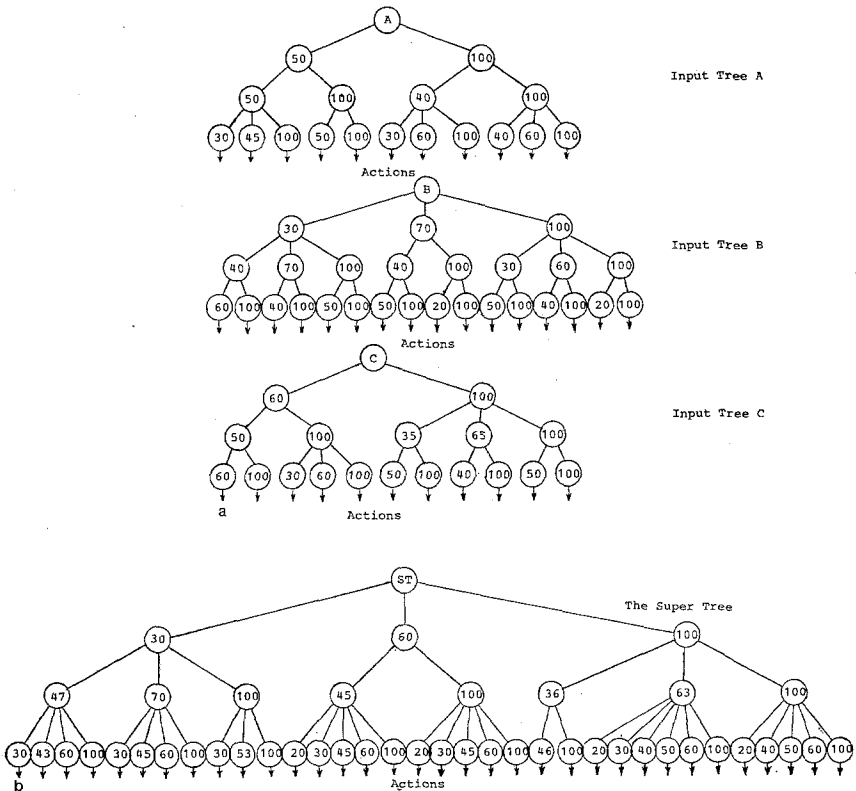 A
50 100
Input Tree A
50 100 40 100
30 45 100 50 100 30 60 100 40 60 100
Actions
B
30 70 100
Input Tree B
40 70 100 40 100 30 60 100
60 100 40 100 50 100 50 100 20 100 50 100 40 100 20 100
Actions
C
60 100
Input Tree C
50 100 35 65 100
60 100 30 60 100 50 100 40 100 50 100
a
Actions
ST
The Super Tree
30 60 100
47 70 100 45 100 36 63 100
30 43 60 100 30 45 60 100 30 53 100 20 30 45 60 100 20 30 45 60 100 46 100 20 30 40 50 60 100 20 40 50 60 100
b
Actions